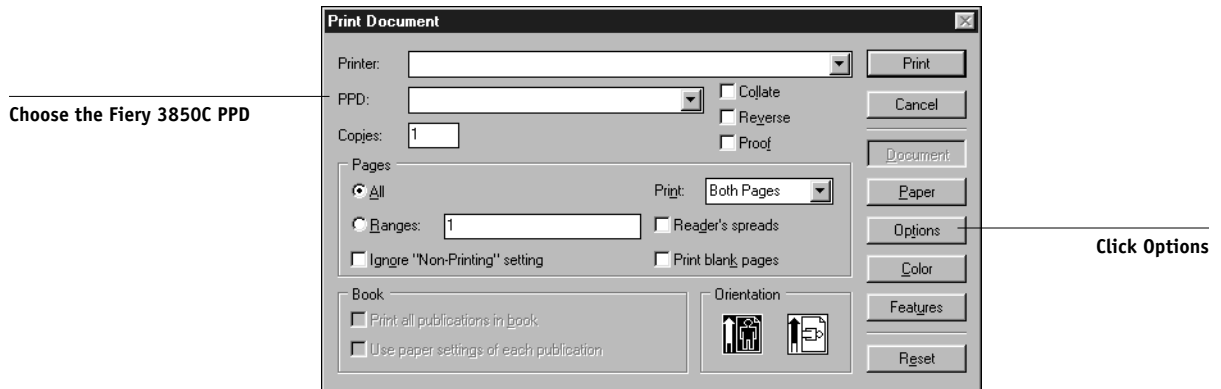 Print Document
Printer:
Print
Choose the Fiery 3850C PPD
PPD:
Collate
Cancel
Reverse
Copies:
1
Proof
Document
Pages
All
Print:
Both Pages
Paper
Ranges:
1
Reader's spreads
Options
Click Options
Ignore "Non-Printing" setting
Print blank pages
Color
Book
Orientation
Features
Print all publications in book
Use paper settings of each publication
Reset